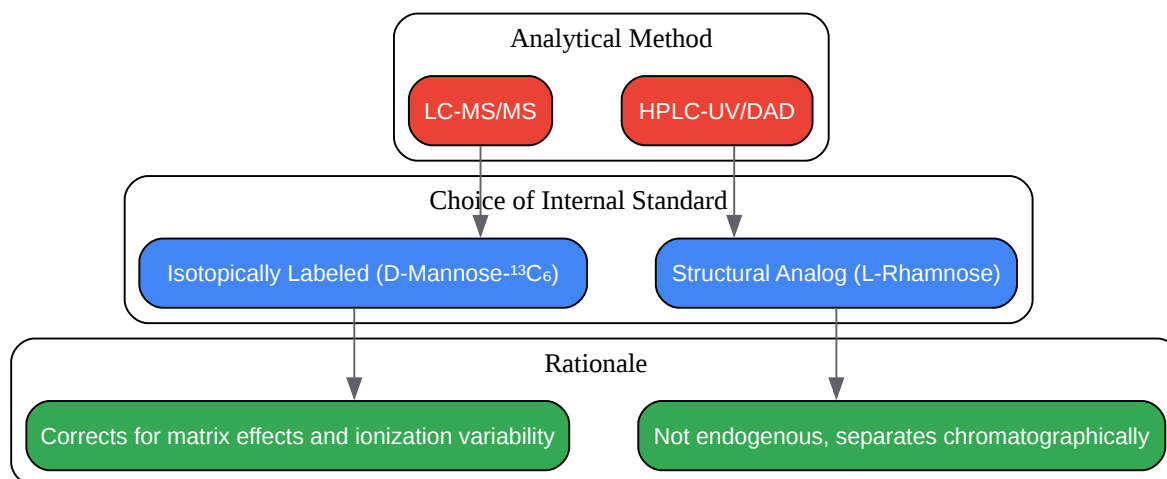 Analytical Method
LC-MS/MS
HPLC-UV/DAD
Choice of Internal Standard
Isotopically Labeled (D-Mannose-¹³C₆)
Structural Analog (L-Rhamnose)
Rationale
Corrects for matrix effects and ionization variability
Not endogenous, separates chromatographically